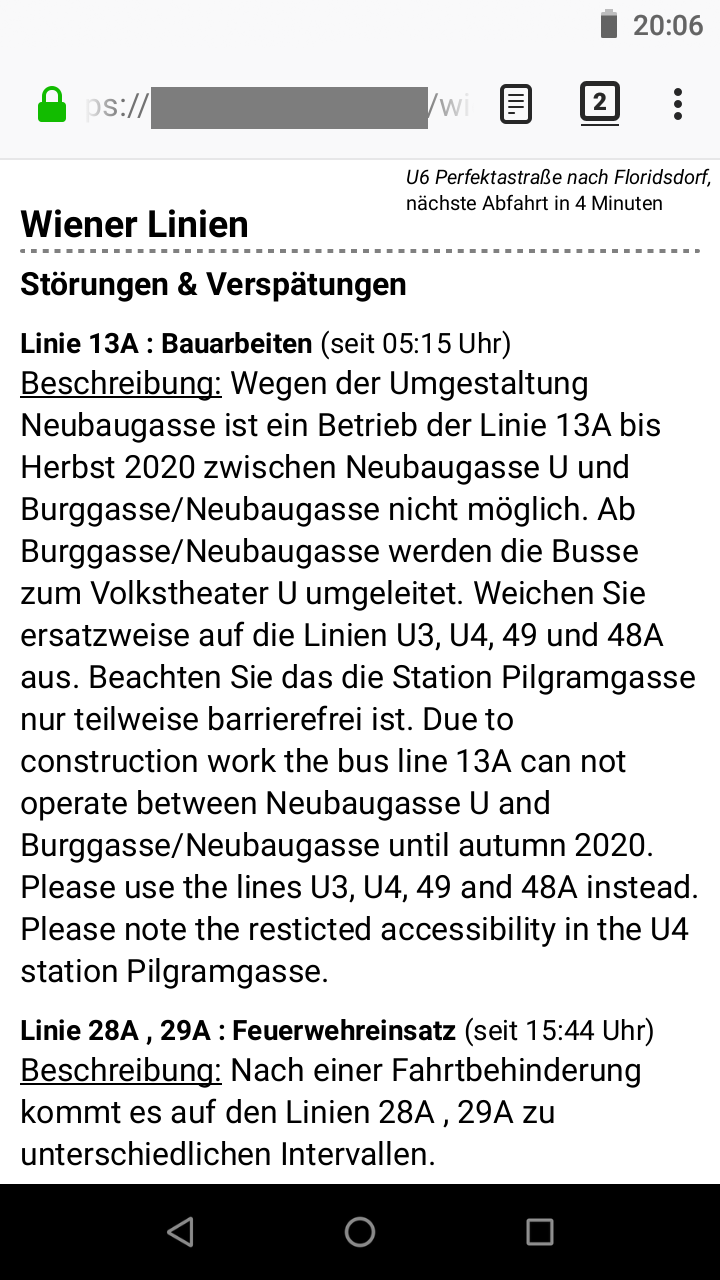 20:06
ps://
/wi
2
U6 Perfektastraße nach Floridsdorf,
nächste Abfahrt in 4 Minuten
Wiener Linien
Störungen & Verspätungen
Linie 13A : Bauarbeiten (seit 05:15 Uhr)
Beschreibung: Wegen der Umgestaltung
Neubaugasse ist ein Betrieb der Linie 13A bis
Herbst 2020 zwischen Neubaugasse U und
Burggasse/Neubaugasse nicht möglich. Ab
Burggasse/Neubaugasse werden die Busse
zum Volkstheater U umgeleitet. Weichen Sie
ersatzweise auf die Linien U3, U4, 49 und 48A
aus. Beachten Sie das die Station Pilgramgasse
nur teilweise barrierefrei ist. Due to
construction work the bus line 13A can not
operate between Neubaugasse U and
Burggasse/Neubaugasse until autumn 2020.
Please use the lines U3, U4, 49 and 48A instead.
Please note the resticted accessibility in the U4
station Pilgramgasse.
Linie 28A , 29A : Feuerwehreinsatz (seit 15:44 Uhr)
Beschreibung: Nach einer Fahrtbehinderung
kommt es auf den Linien 28A , 29A zu
unterschiedlichen Intervallen.